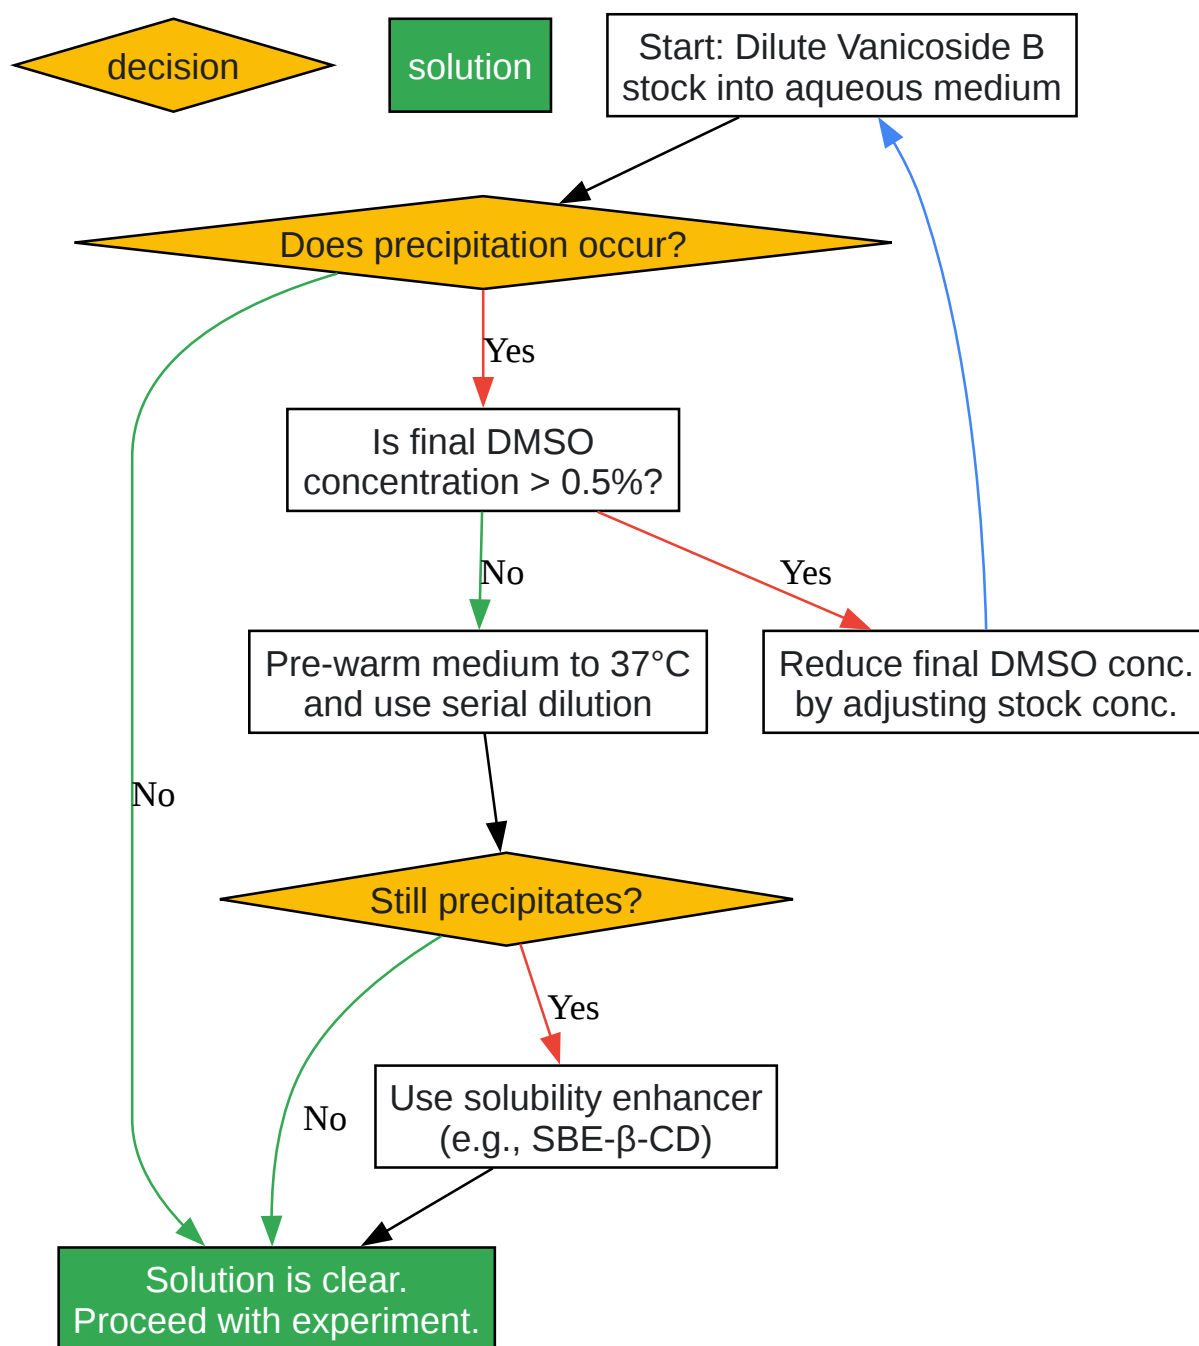 decision
solution
Start: Dilute Vanicoside B
stock into aqueous medium
Does precipitation occur?
Yes
Is final DMSO
concentration > 0.5%?
No
Yes
Pre-warm medium to 37°C
and use serial dilution
Reduce final DMSO conc.
by adjusting stock conc.
No
Still precipitates?
Yes
Use solubility enhancer
(e.g., SBE-β-CD)
No
Solution is clear.
Proceed with experiment.